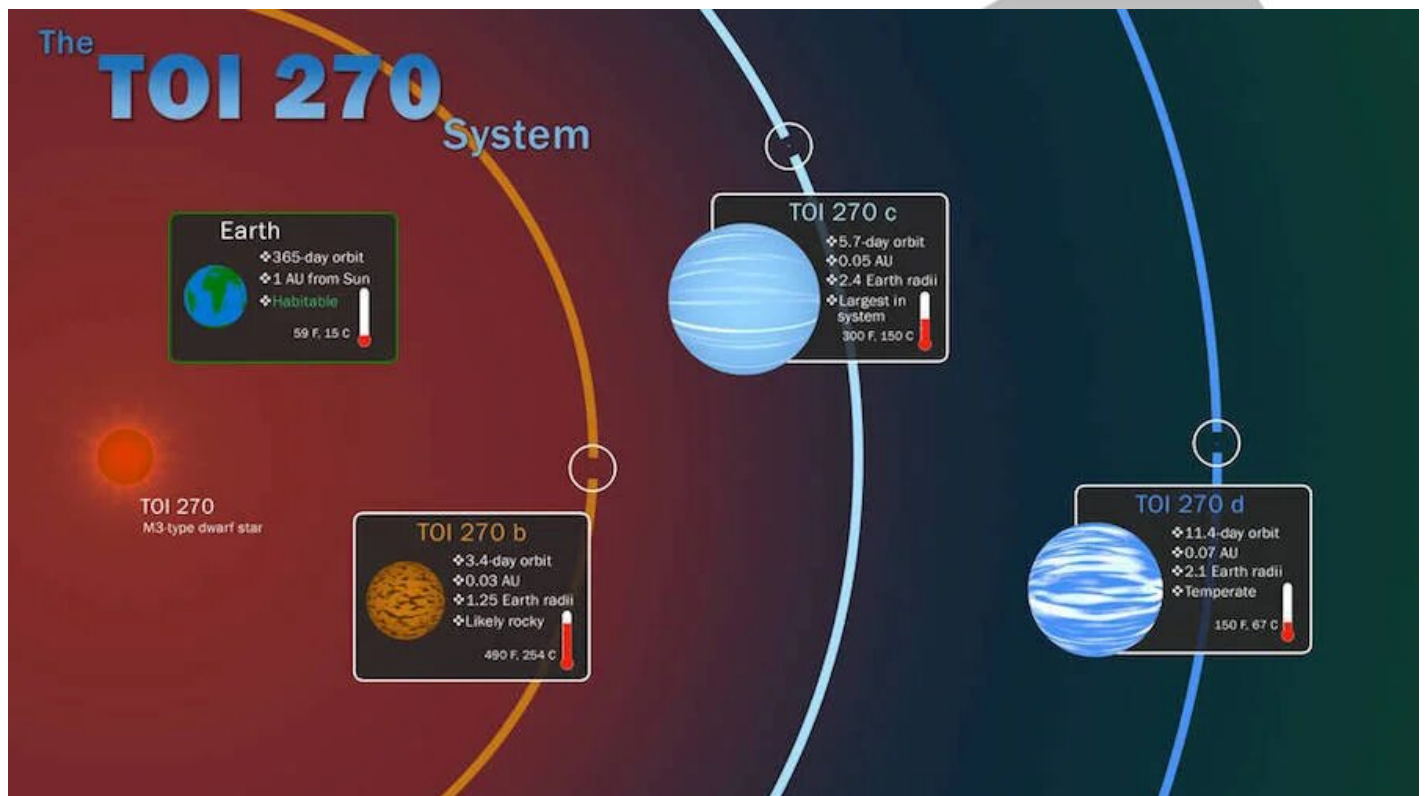 The
TOI 270
System
Earth
❖365-day orbit
❖1 AU from Sun
❖Habitable
59 F, 15 C
TOI 270 c
❖5.7-day orbit
❖0.05 AU
❖2.4 Earth radii
❖Largest in
system
300 F, 150 C
TOI 270
M3-type dwarf star
TOI 270 b
❖3.4-day orbit
❖0.03 AU
❖1.25 Earth radii
❖Likely rocky
490 F, 254 C
TOI 270 d
❖11.4-day orbit
❖0.07 AU
❖2.1 Earth radii
❖Temperate
150 F, 67 C